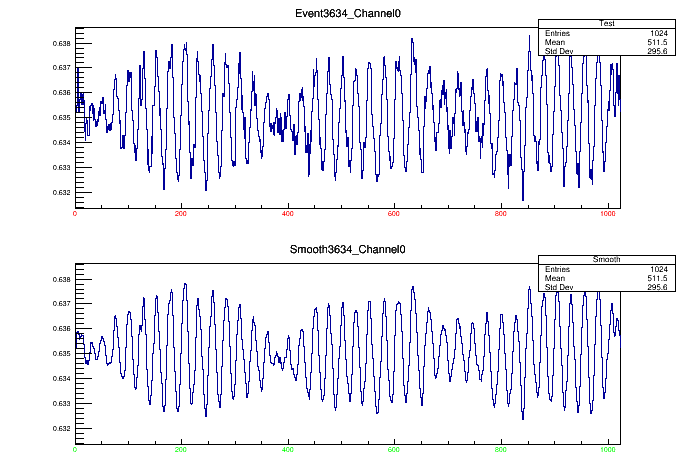 Event3634_Channel0
Test
Entries 1024
Mean 511.5
Std Dev 295.6
0.638
0.637
0.636
0.635
0.634
0.633
0.632
0 200 400 600 800 1000
Smooth3634_Channel0
Smooth
Entries 1024
Mean 511.5
Std Dev 295.6
0.638
0.637
0.636
0.635
0.634
0.633
0.632
0 200 400 600 800 1000